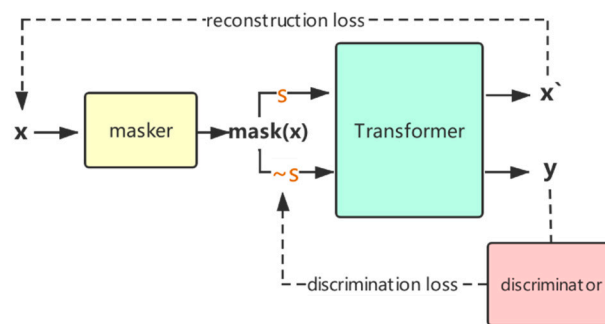 reconstruction loss
x
masker
mask(x)
s
~s
Transformer
x`
y
discrimination loss
discriminator